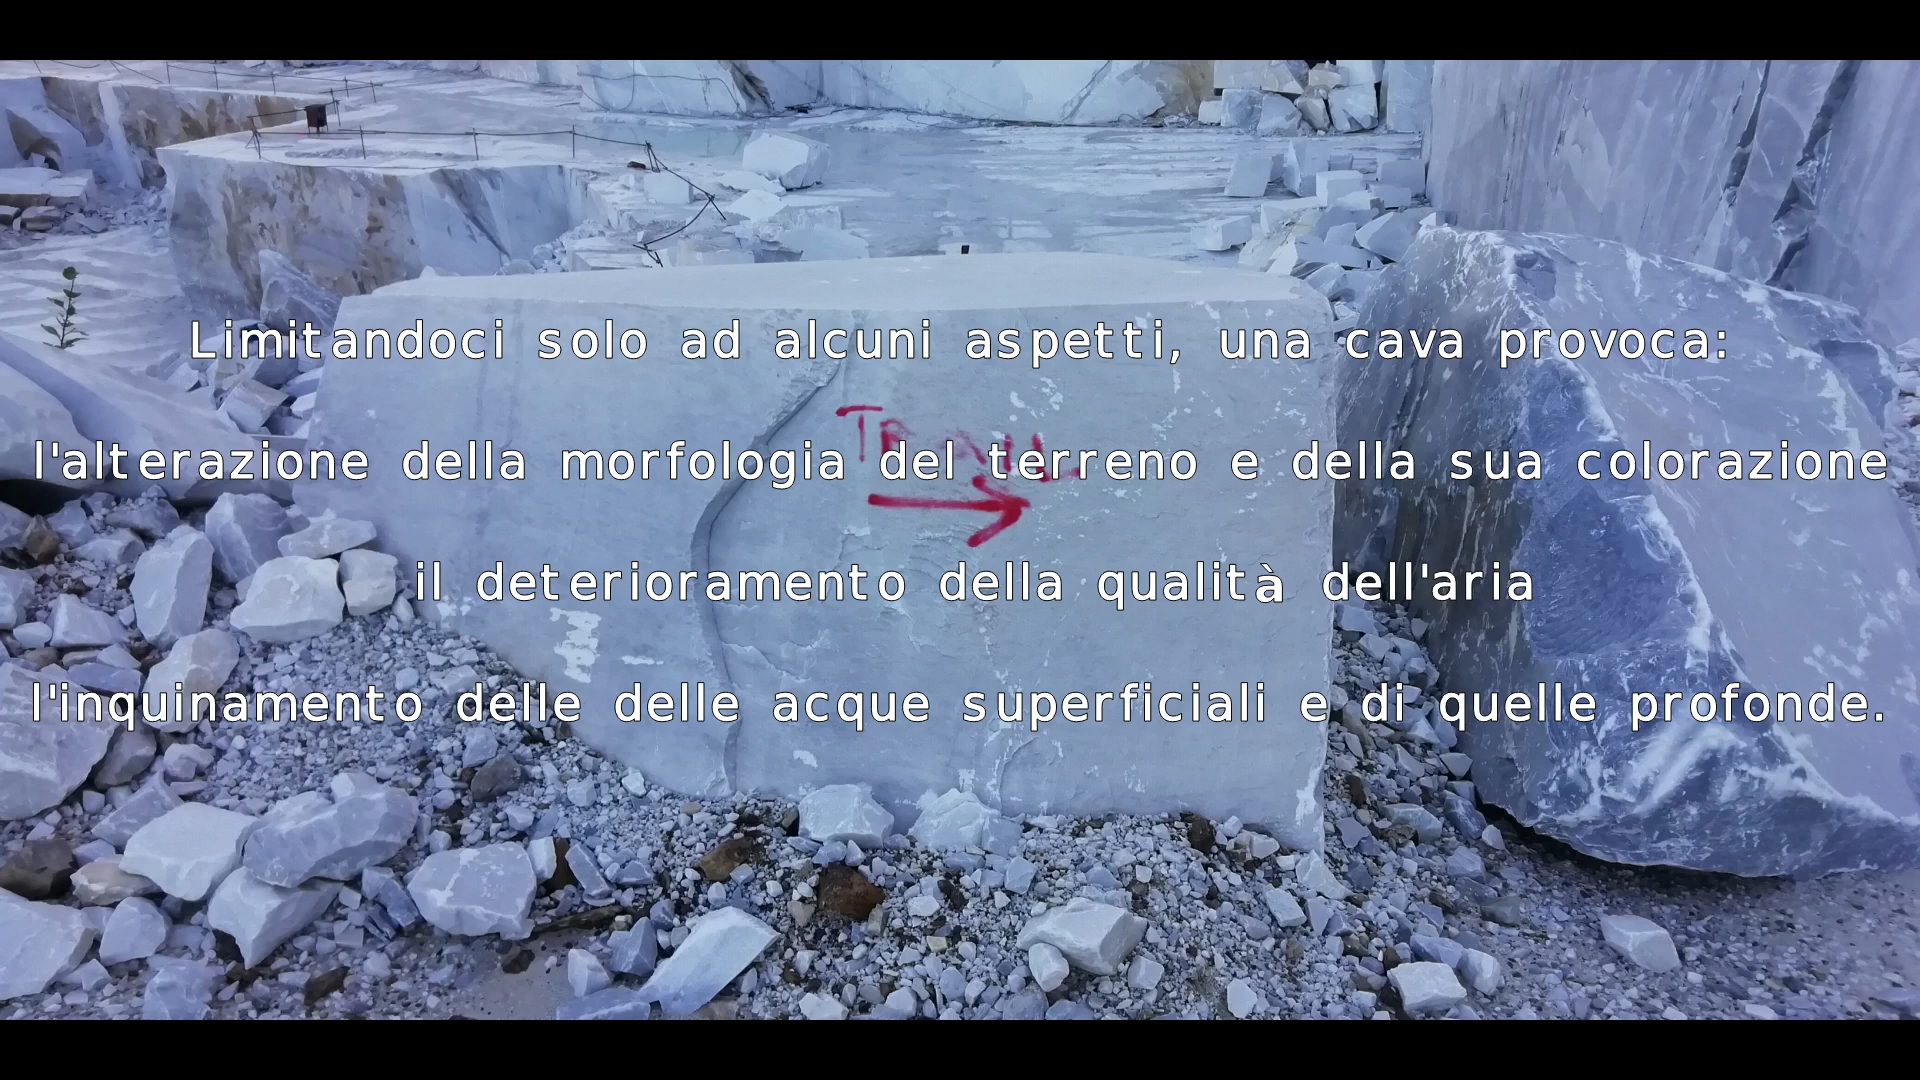 Limitandoci solo ad alcuni aspetti, una cava provoca:
TRAIL
l'alterazione della morfologia del terreno e della sua colorazione
il deterioramento della qualità dell'aria
l'inquinamento delle delle acque superficiali e di quelle profonde.